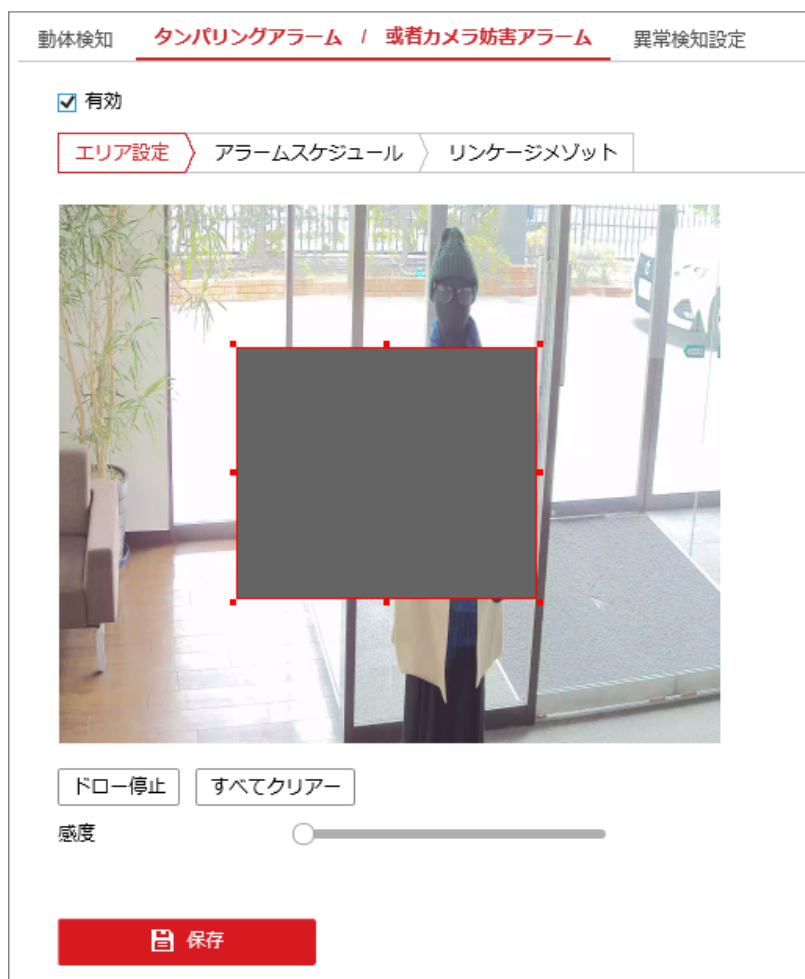 動体検知 タンパリングアラーム / 或者カメラ妨害アラーム 異常検知設定
有効
エリア設定 アラームスケジュール リンケージメゾット
ドロー停止 すべてクリアー
感度
保存